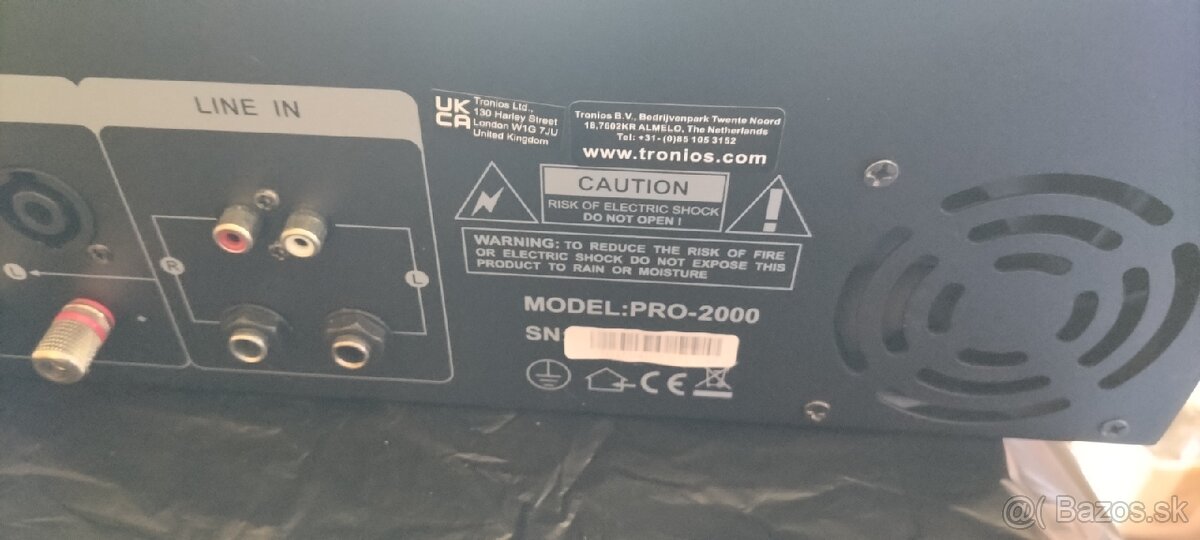 LINE IN
UK
CA
Tronios Ltd.,
130 Harley Street
London W1G 7JU
United Kingdom
Tronios B.V., Bedrijvenpark Twente Noord
18,7602KR ALMELO, The Netherlands
Tel: +31-(0)85 105 3152
www.tronios.com
CAUTION
RISK OF ELECTRIC SHOCK
DO NOT OPEN !
WARNING: TO REDUCE THE RISK OF FIRE
OR ELECTRIC SHOCK DO NOT EXPOSE THIS
PRODUCT TO RAIN OR MOISTURE
L
R
L
MODEL:PRO-2000
SN:
CE
@( Bazos.sk